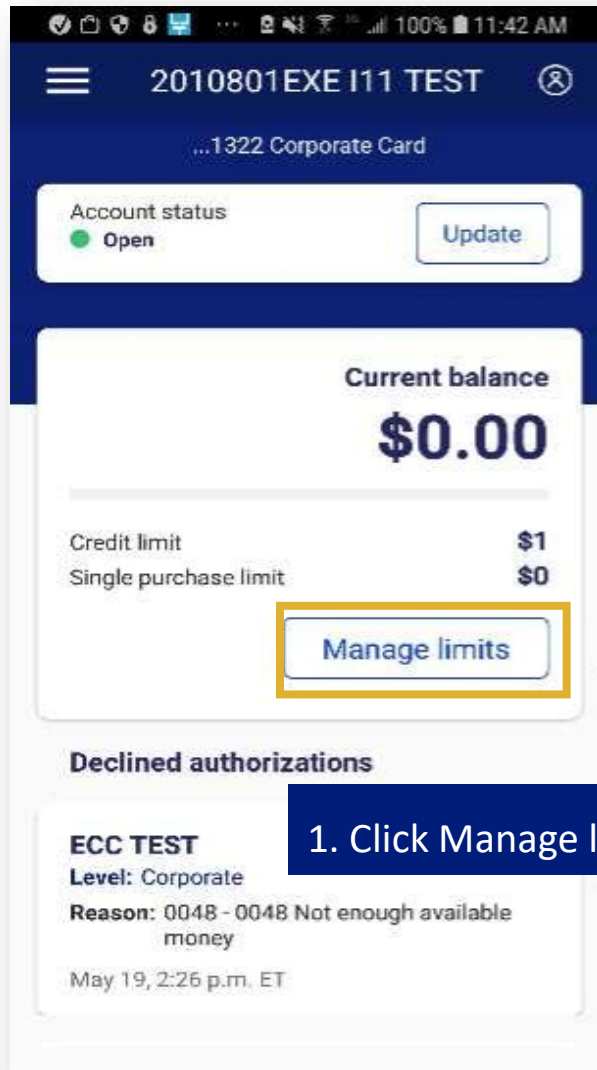 100% 11:42 AM
2010801EXE I11 TEST
...1322 Corporate Card
Account status
Open
Update
Current balance
$0.00
Credit limit $1
Single purchase limit $0
Manage limits
Declined authorizations
1. Click Manage
ECC TEST
Level: Corporate
Reason: 0048 - 0048 Not enough available
money
May 19, 2:26 p.m. ET